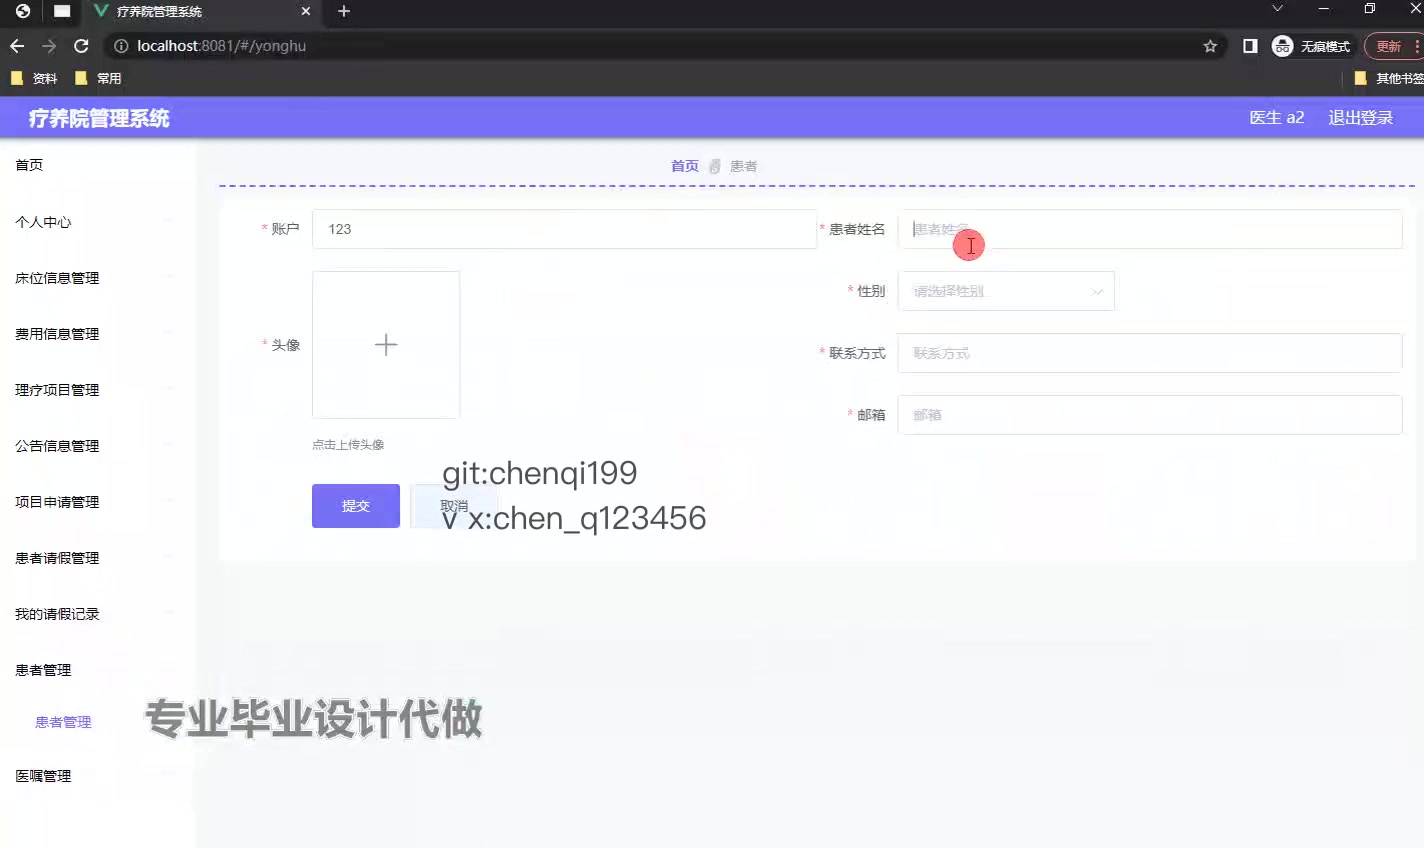 疗养院管理系统
localhost:8081/#/yonghu
无痕模式
更新
资料
常用
其他书签
疗养院管理系统
医生 a2
退出登录
首页
个人中心
床位信息管理
费用信息管理
理疗项目管理
公告信息管理
项目申请管理
患者请假管理
我的请假记录
患者管理
患者管理
医嘱管理
首页
患者
* 账户
123
* 患者姓名
患者姓名
* 头像
点击上传头像
* 性别
请选择性别
* 联系方式
联系方式
* 邮箱
邮箱
提交
取消
git:chenqi199
v x:chen_q123456
专业毕业设计代做